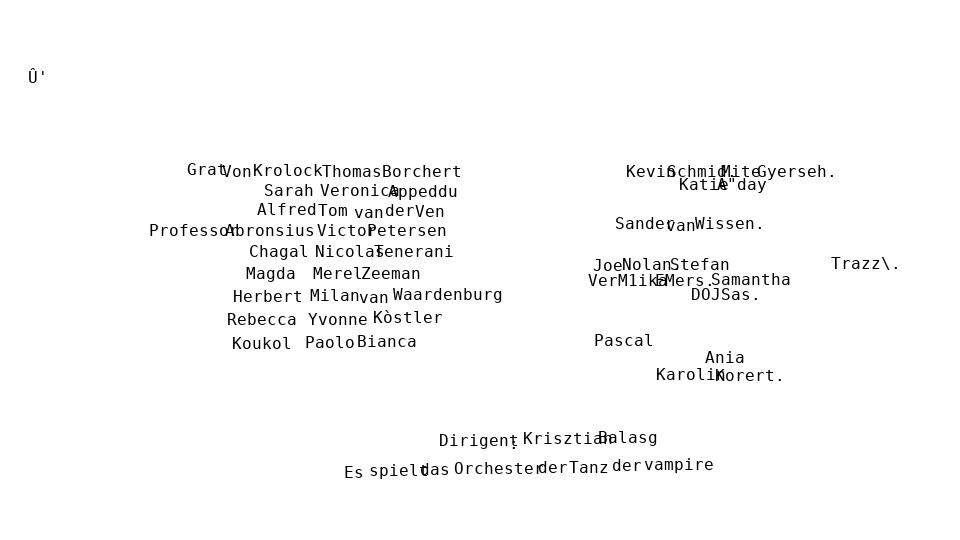 Û'
Graf Von Krolock Thomas Borchert
Kevin Schmid. Mite Gyerseh.
Sarah Veronica Appeddu
Katie A"day
Alfred Tom van der Ven
Sander van Wissen.
Professor Abronsius Victor Petersen
Chagal Nicolas Tenerani
Joe Nolan Stefan Trazz\.
Magda Merel Zeeman
VerM1ika EMers. Samantha
Herbert Milan van Waardenburg
DOJSas.
Rebecca Yvonne Kòstler
Koukol Paolo Bianca
Pascal
Ania
Karolin Korert.
Dirigent : Krisztian Balasg
Es spielt das Orchester der Tanz der vampire